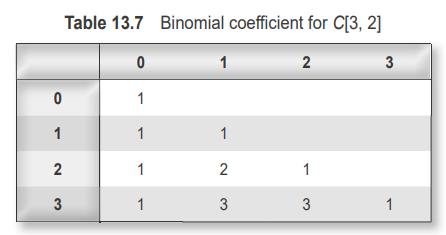 Table 13.7 Binomial coefficient for C[3, 2]
0 1 2 3
0 1
1 1 1
2 1 2 1
3 1 3 3 1